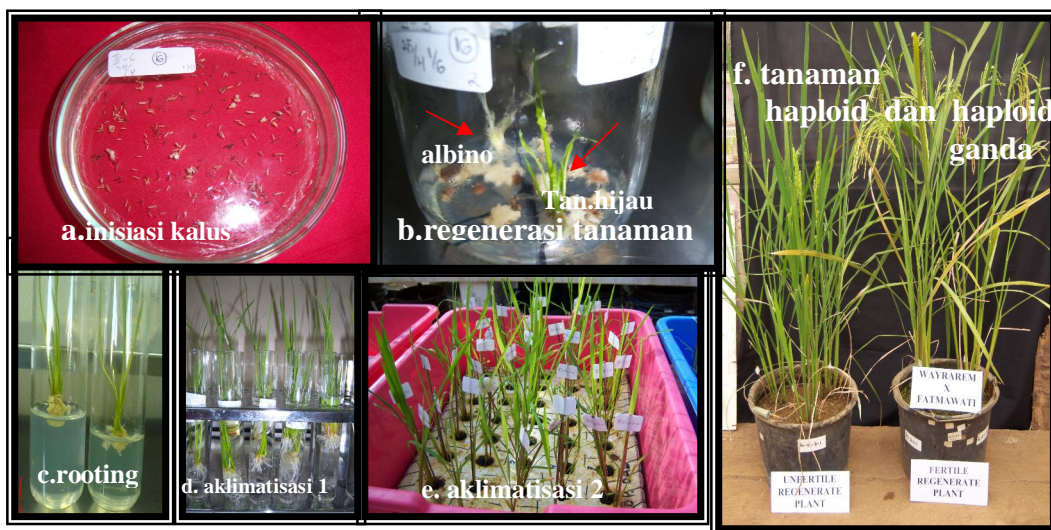 a.inisiasi kalus
albino
Tan.hijau
b.regenerasi tanaman
c.rooting
d. aklimatisasi 1
e. aklimatisasi 2
f. tanaman
haploid dan haploid
ganda
WAYRAREM
X
FATMAWATI
UNFERTILE
REGENERATE
PLANT
FERTILE
REGENERATE
PLANT